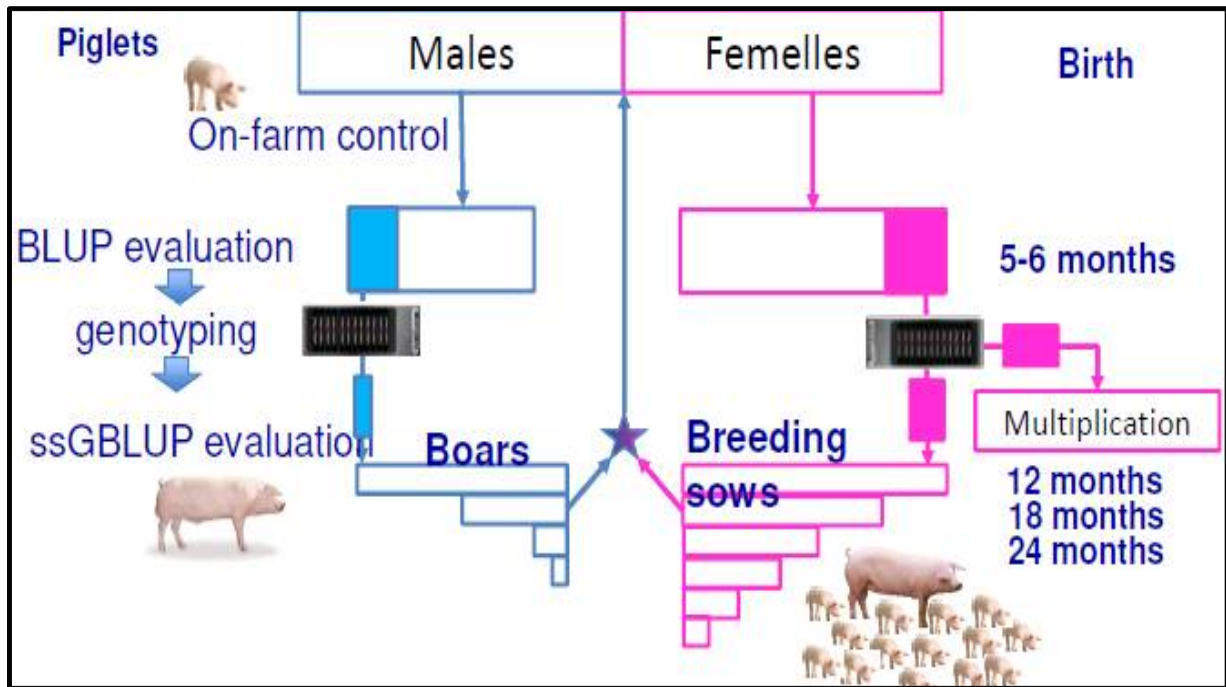 Piglets
Males
Femelles
Birth
On-farm control
BLUP evaluation
5-6 months
genotyping
Multiplication
ssGBLUP evaluation
Boars
Breeding
sows
12 months
18 months
24 months